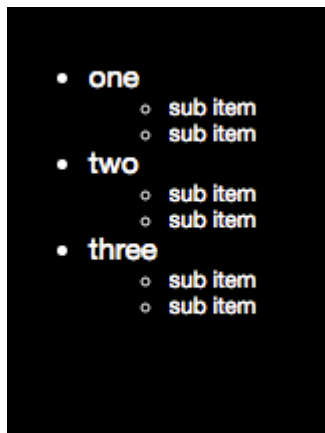 • one
◦ sub item
◦ sub item
• two
◦ sub item
◦ sub item
• three
◦ sub item
◦ sub item